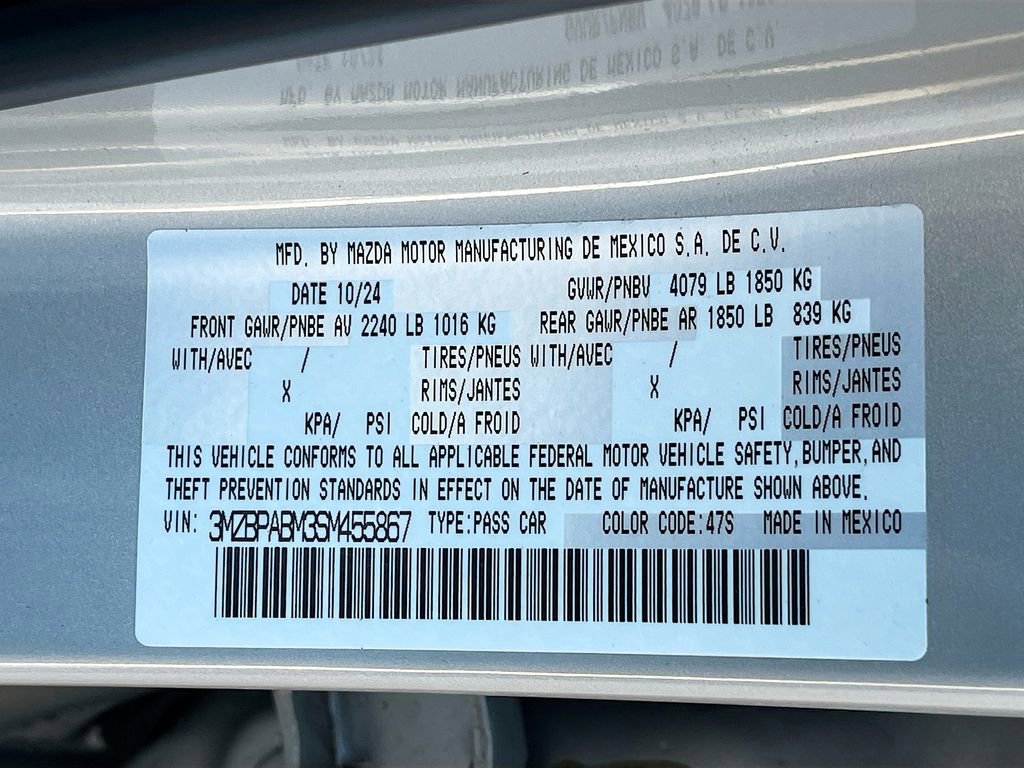 MFD. BY MAZDA MOTOR MANUFACTURING DE MEXICO S.A. DE C.V.
DATE 10/24 GVWR/PNBV 4079 LB 1850 KG
FRONT GAWR/PNBE AV 2240 LB 1016 KG REAR GAWR/PNBE AR 1850 LB 839 KG
WITH/AVEC / TIRES/PNEUS WITH/AVEC / TIRES/PNEUS
X RIMS/JANTES X RIMS/JANTES
KPA/ PSI COLD/A FROID KPA/ PSI COLD/A FROID
THIS VEHICLE CONFORMS TO ALL APPLICABLE FEDERAL MOTOR VEHICLE SAFETY, BUMPER, AND
THEFT PREVENTION STANDARDS IN EFFECT ON THE DATE OF MANUFACTURE SHOWN ABOVE.
VIN: 3MZBPABM3SM455867 TYPE:PASS CAR COLOR CODE:47S MADE IN MEXICO